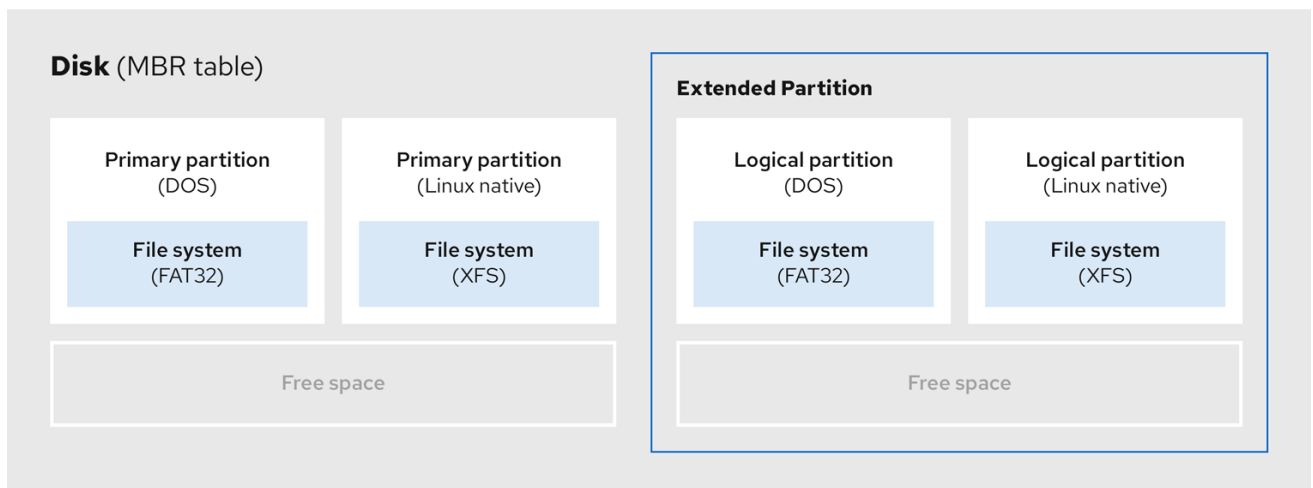 Disk (MBR table)
Primary partition
(DOS)
File system
(FAT32)
Primary partition
(Linux native)
File system
(XFS)
Free space
Extended Partition
Logical partition
(DOS)
File system
(FAT32)
Logical partition
(Linux native)
File system
(XFS)
Free space